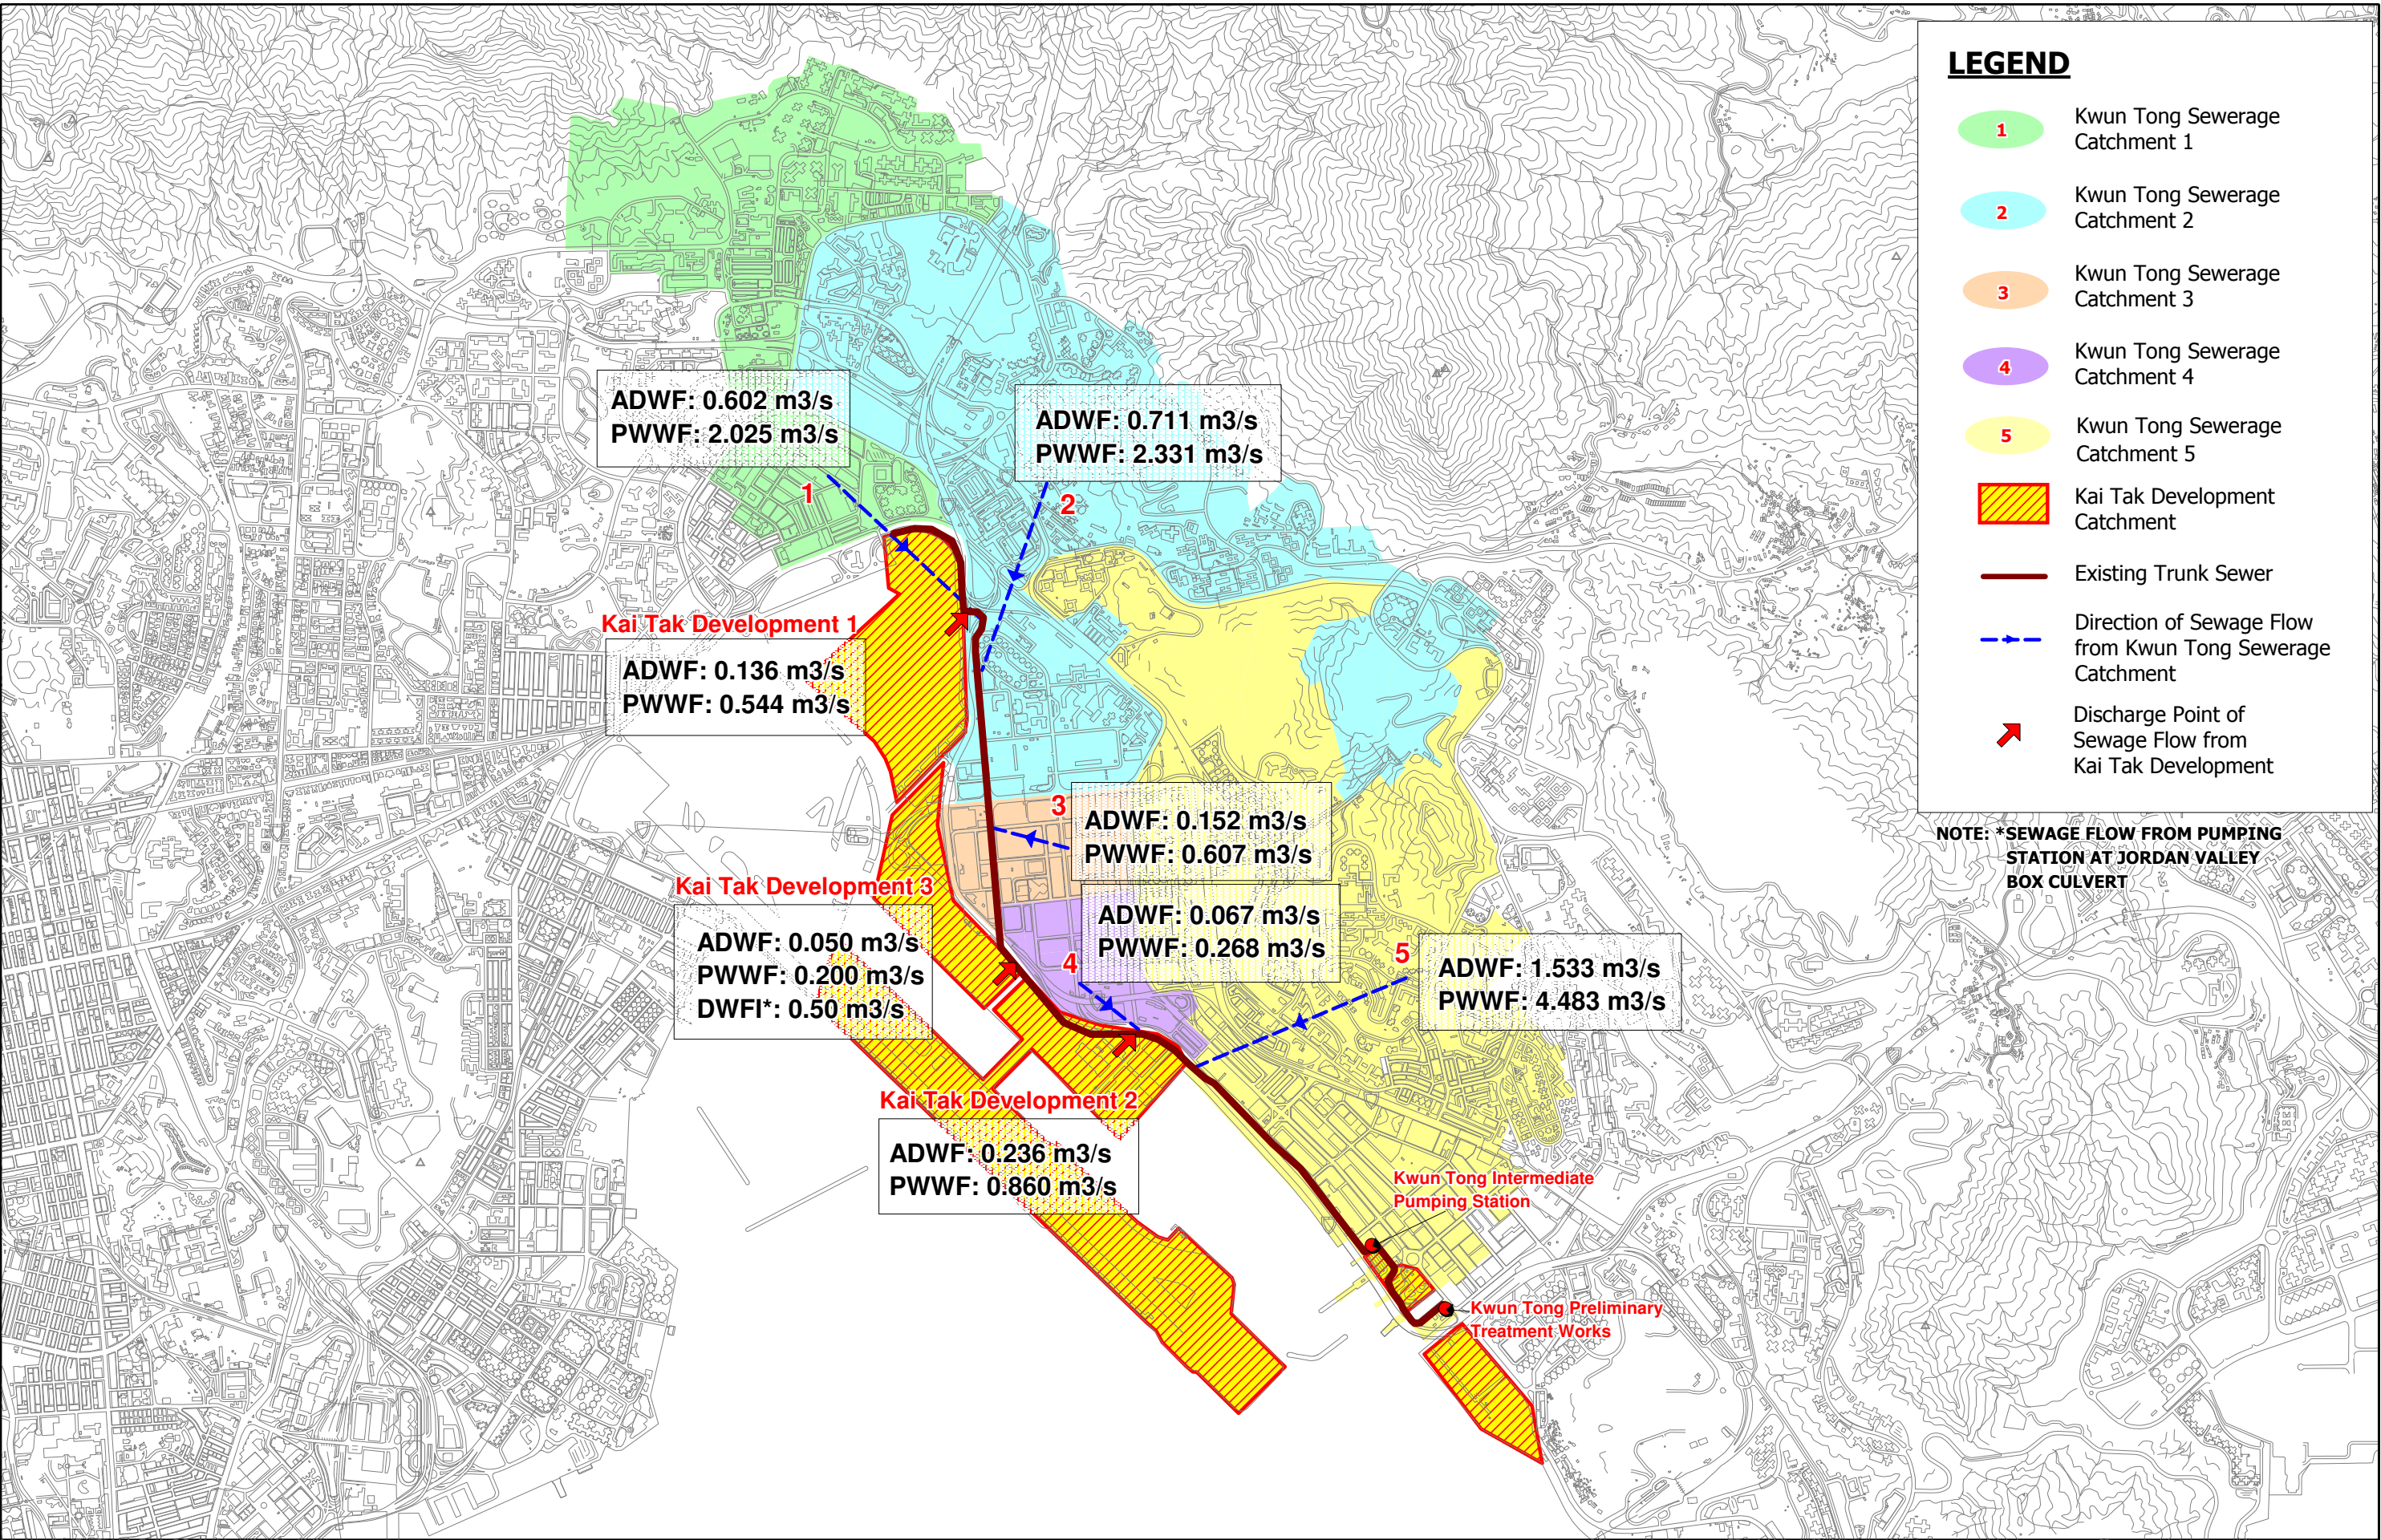 LEGEND
1
Kwun Tong Sewerage
Catchment 1
2
Kwun Tong Sewerage
Catchment 2
3
Kwun Tong Sewerage
Catchment 3
4
Kwun Tong Sewerage
Catchment 4
5
Kwun Tong Sewerage
Catchment 5
Kai Tak Development
Catchment
Existing Trunk Sewer
Direction of Sewage Flow
from Kwun Tong Sewerage
Catchment
Discharge Point of
Sewage Flow from
Kai Tak Development
NOTE: *SEWAGE FLOW FROM PUMPING
STATION AT JORDAN VALLEY
BOX CULVERT
ADWF: 0.602 m3/s
PWWF: 2.025 m3/s
1
ADWF: 0.711 m3/s
PWWF: 2.331 m3/s
2
Kai Tak Development 1
ADWF: 0.136 m3/s
PWWF: 0.544 m3/s
3
ADWF: 0.152 m3/s
PWWF: 0.607 m3/s
Kai Tak Development 3
ADWF: 0.050 m3/s
PWWF: 0.200 m3/s
DWFI*: 0.50 m3/s
ADWF: 0.067 m3/s
PWWF: 0.268 m3/s
4
5
ADWF: 1.533 m3/s
PWWF: 4.483 m3/s
Kai Tak Development 2
ADWF: 0.236 m3/s
PWWF: 0.860 m3/s
Kwun Tong Intermediate
Pumping Station
Kwun Tong Preliminary
Treatment Works